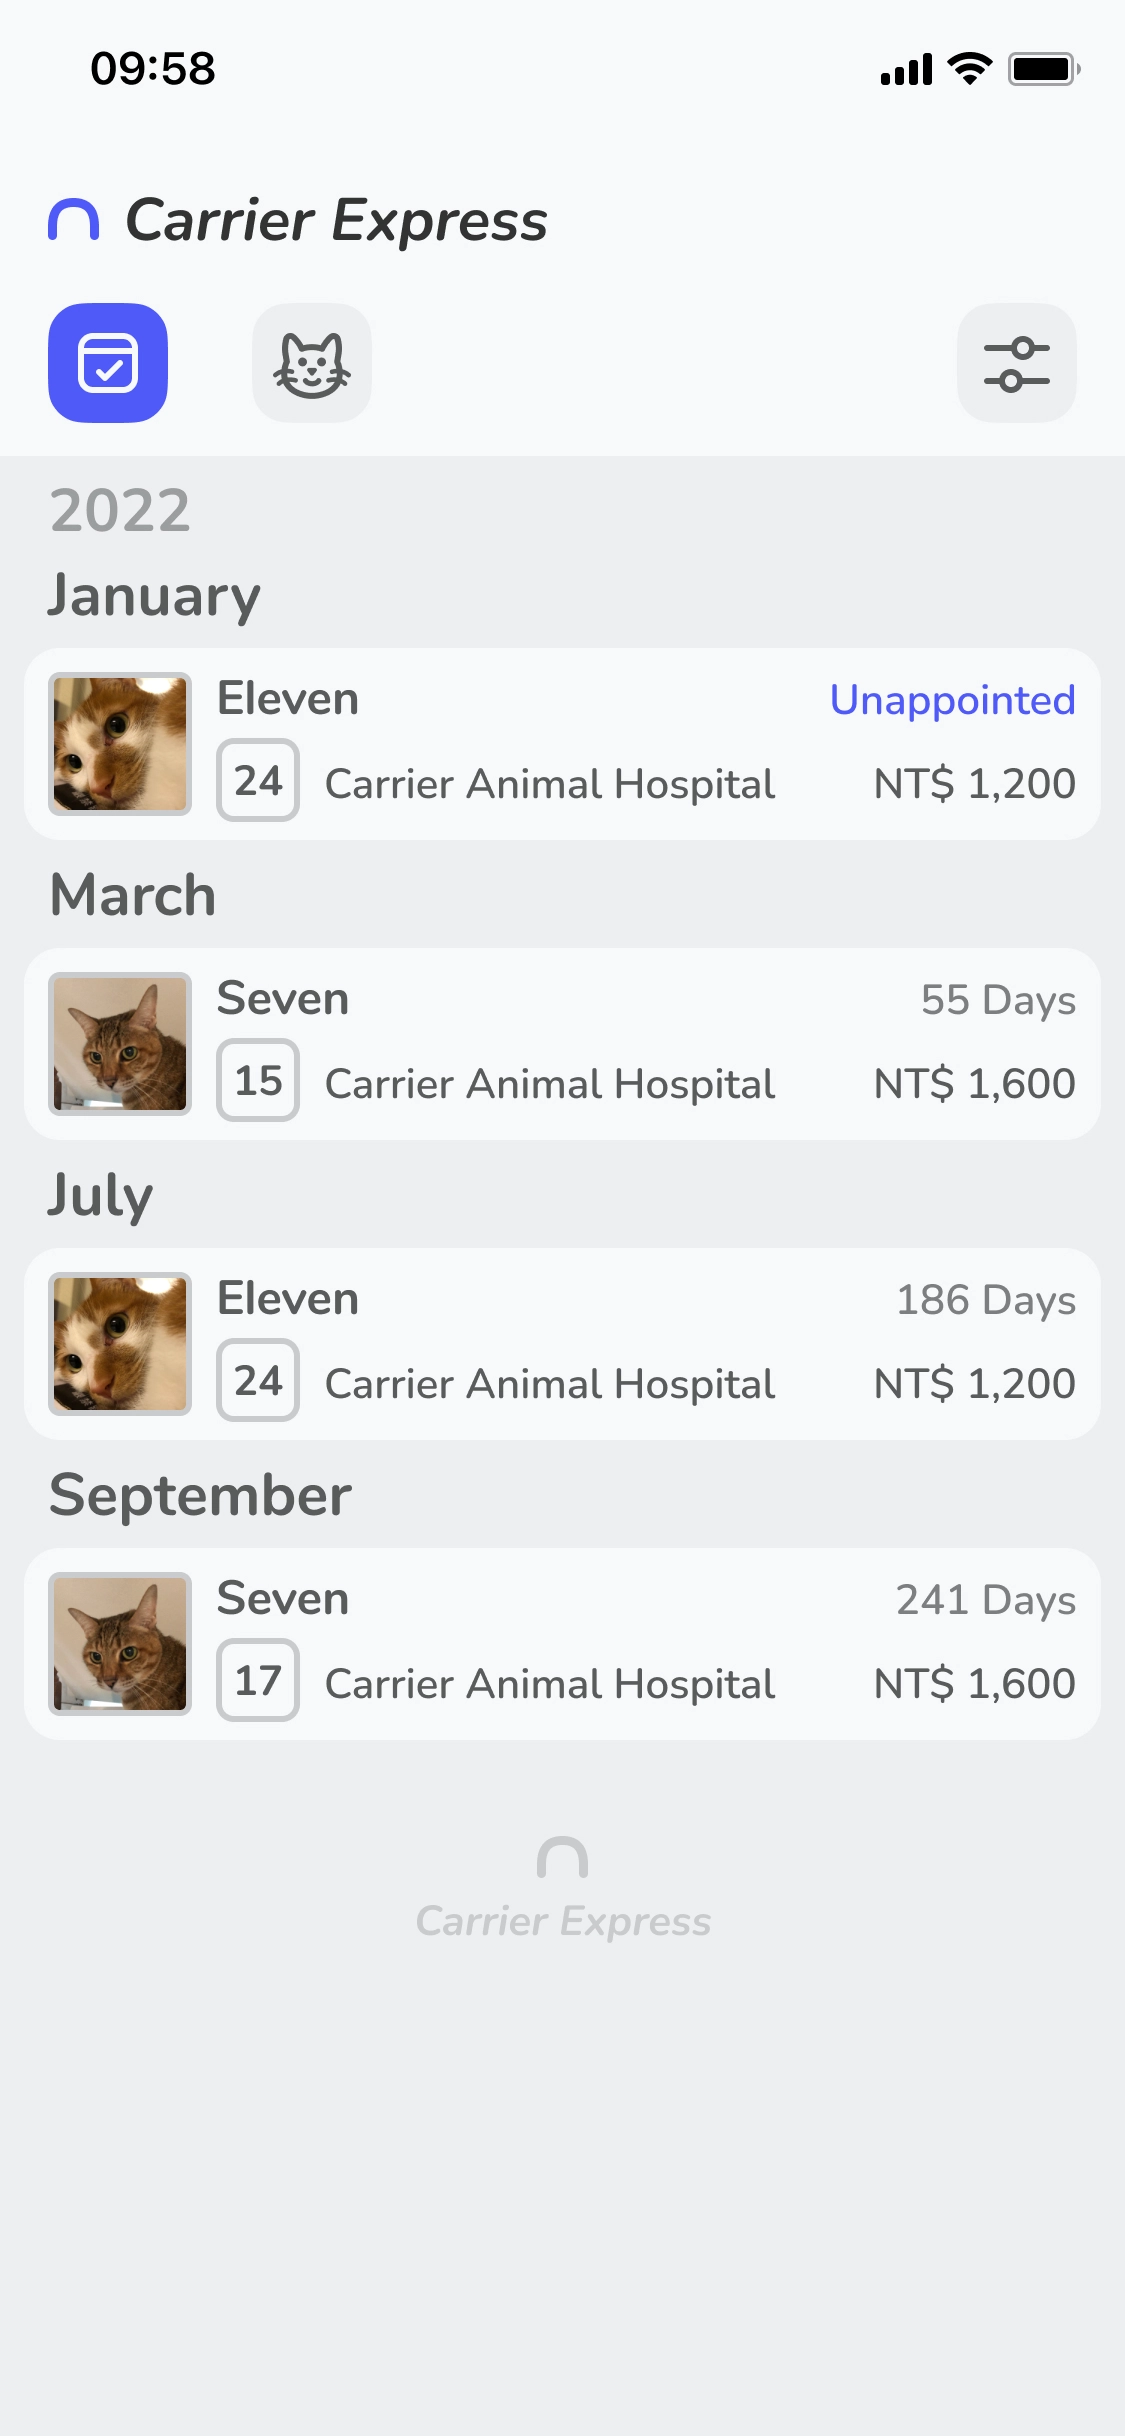 09:58
Carrier Express
2022
January
Eleven Unappointed
24 Carrier Animal Hospital NT$ 1,200
March
Seven 55 Days
15 Carrier Animal Hospital NT$ 1,600
July
Eleven 186 Days
24 Carrier Animal Hospital NT$ 1,200
September
Seven 241 Days
17 Carrier Animal Hospital NT$ 1,600
Carrier Express